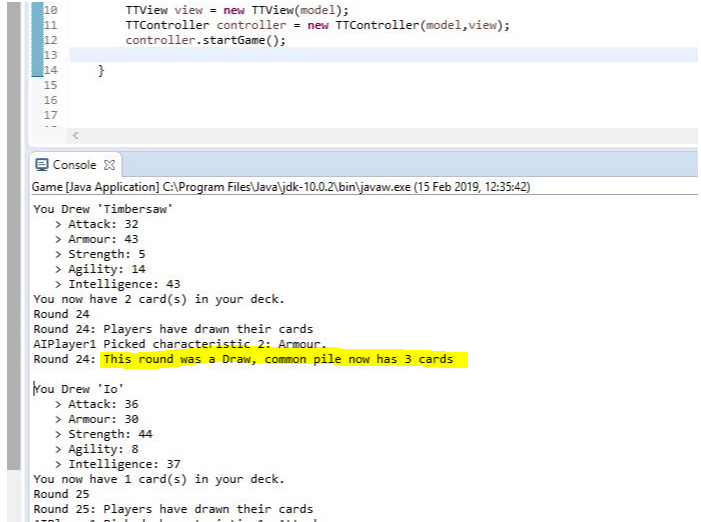 10 TTView view = new TTView(model);
11 TTController controller = new TTController(model,view);
12 controller.startGame();
13
14 }
15
16
17
Console
Game [Java Application] C:\Program Files\Java\jdk-10.0.2\bin\javaw.exe (15 Feb 2019, 12:35:42)
You Drew 'Timbersaw'
> Attack: 32
> Armour: 43
> Strength: 5
> Agility: 14
> Intelligence: 43
You now have 2 card(s) in your deck.
Round 24
Round 24: Players have drawn their cards
AIPlayer1 Picked characteristic 2: Armour.
Round 24: This round was a Draw, common pile now has 3 cards
You Drew 'Io'
> Attack: 36
> Armour: 30
> Strength: 44
> Agility: 8
> Intelligence: 37
You now have 1 card(s) in your deck.
Round 25
Round 25: Players have drawn their cards